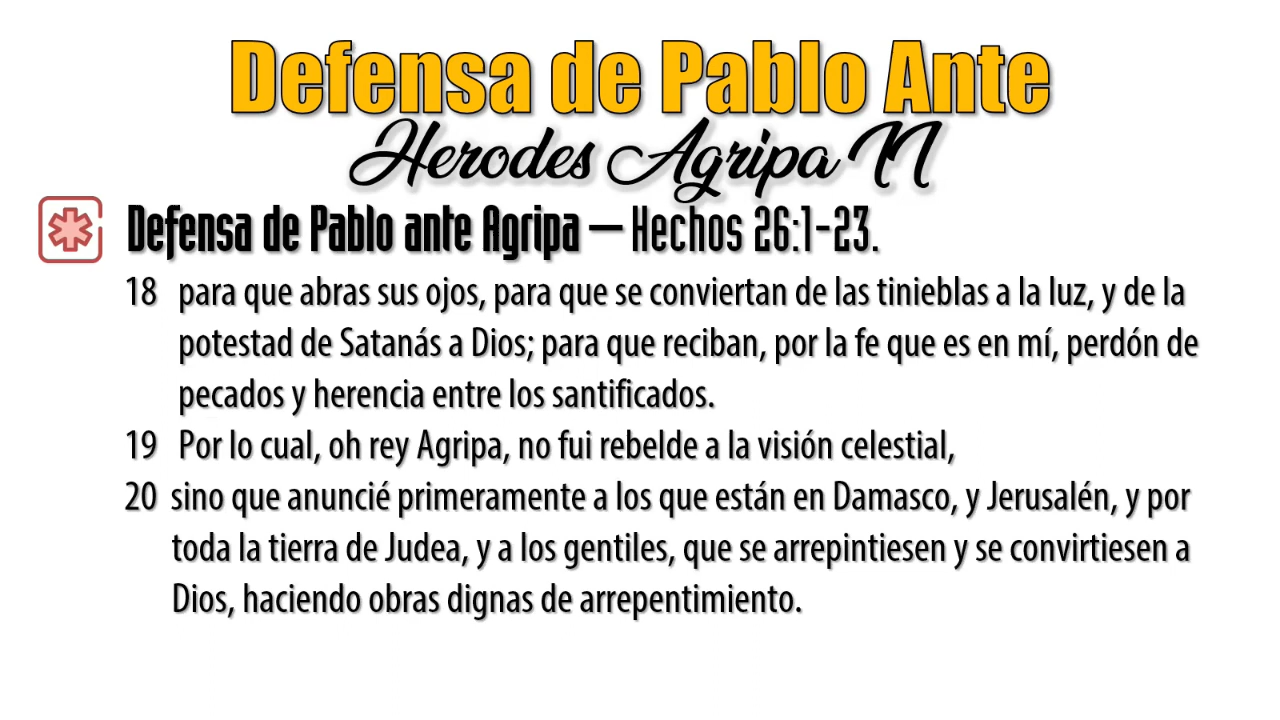 Defensa de Pablo Ante
Herodes Agripa II
Defensa de Pablo ante Agripa — Hechos 26:1-23.
18 para que abras sus ojos, para que se conviertan de las tinieblas a la luz, y de la
potestad de Satanás a Dios; para que reciban, por la fe que es en mí, perdón de
pecados y herencia entre los santificados.
19 Por lo cual, oh rey Agripa, no fui rebelde a la visión celestial,
20 sino que anuncié primeramente a los que están en Damasco, y Jerusalén, y por
toda la tierra de Judea, y a los gentiles, que se arrepintiesen y se convirtiesen a
Dios, haciendo obras dignas de arrepentimiento.